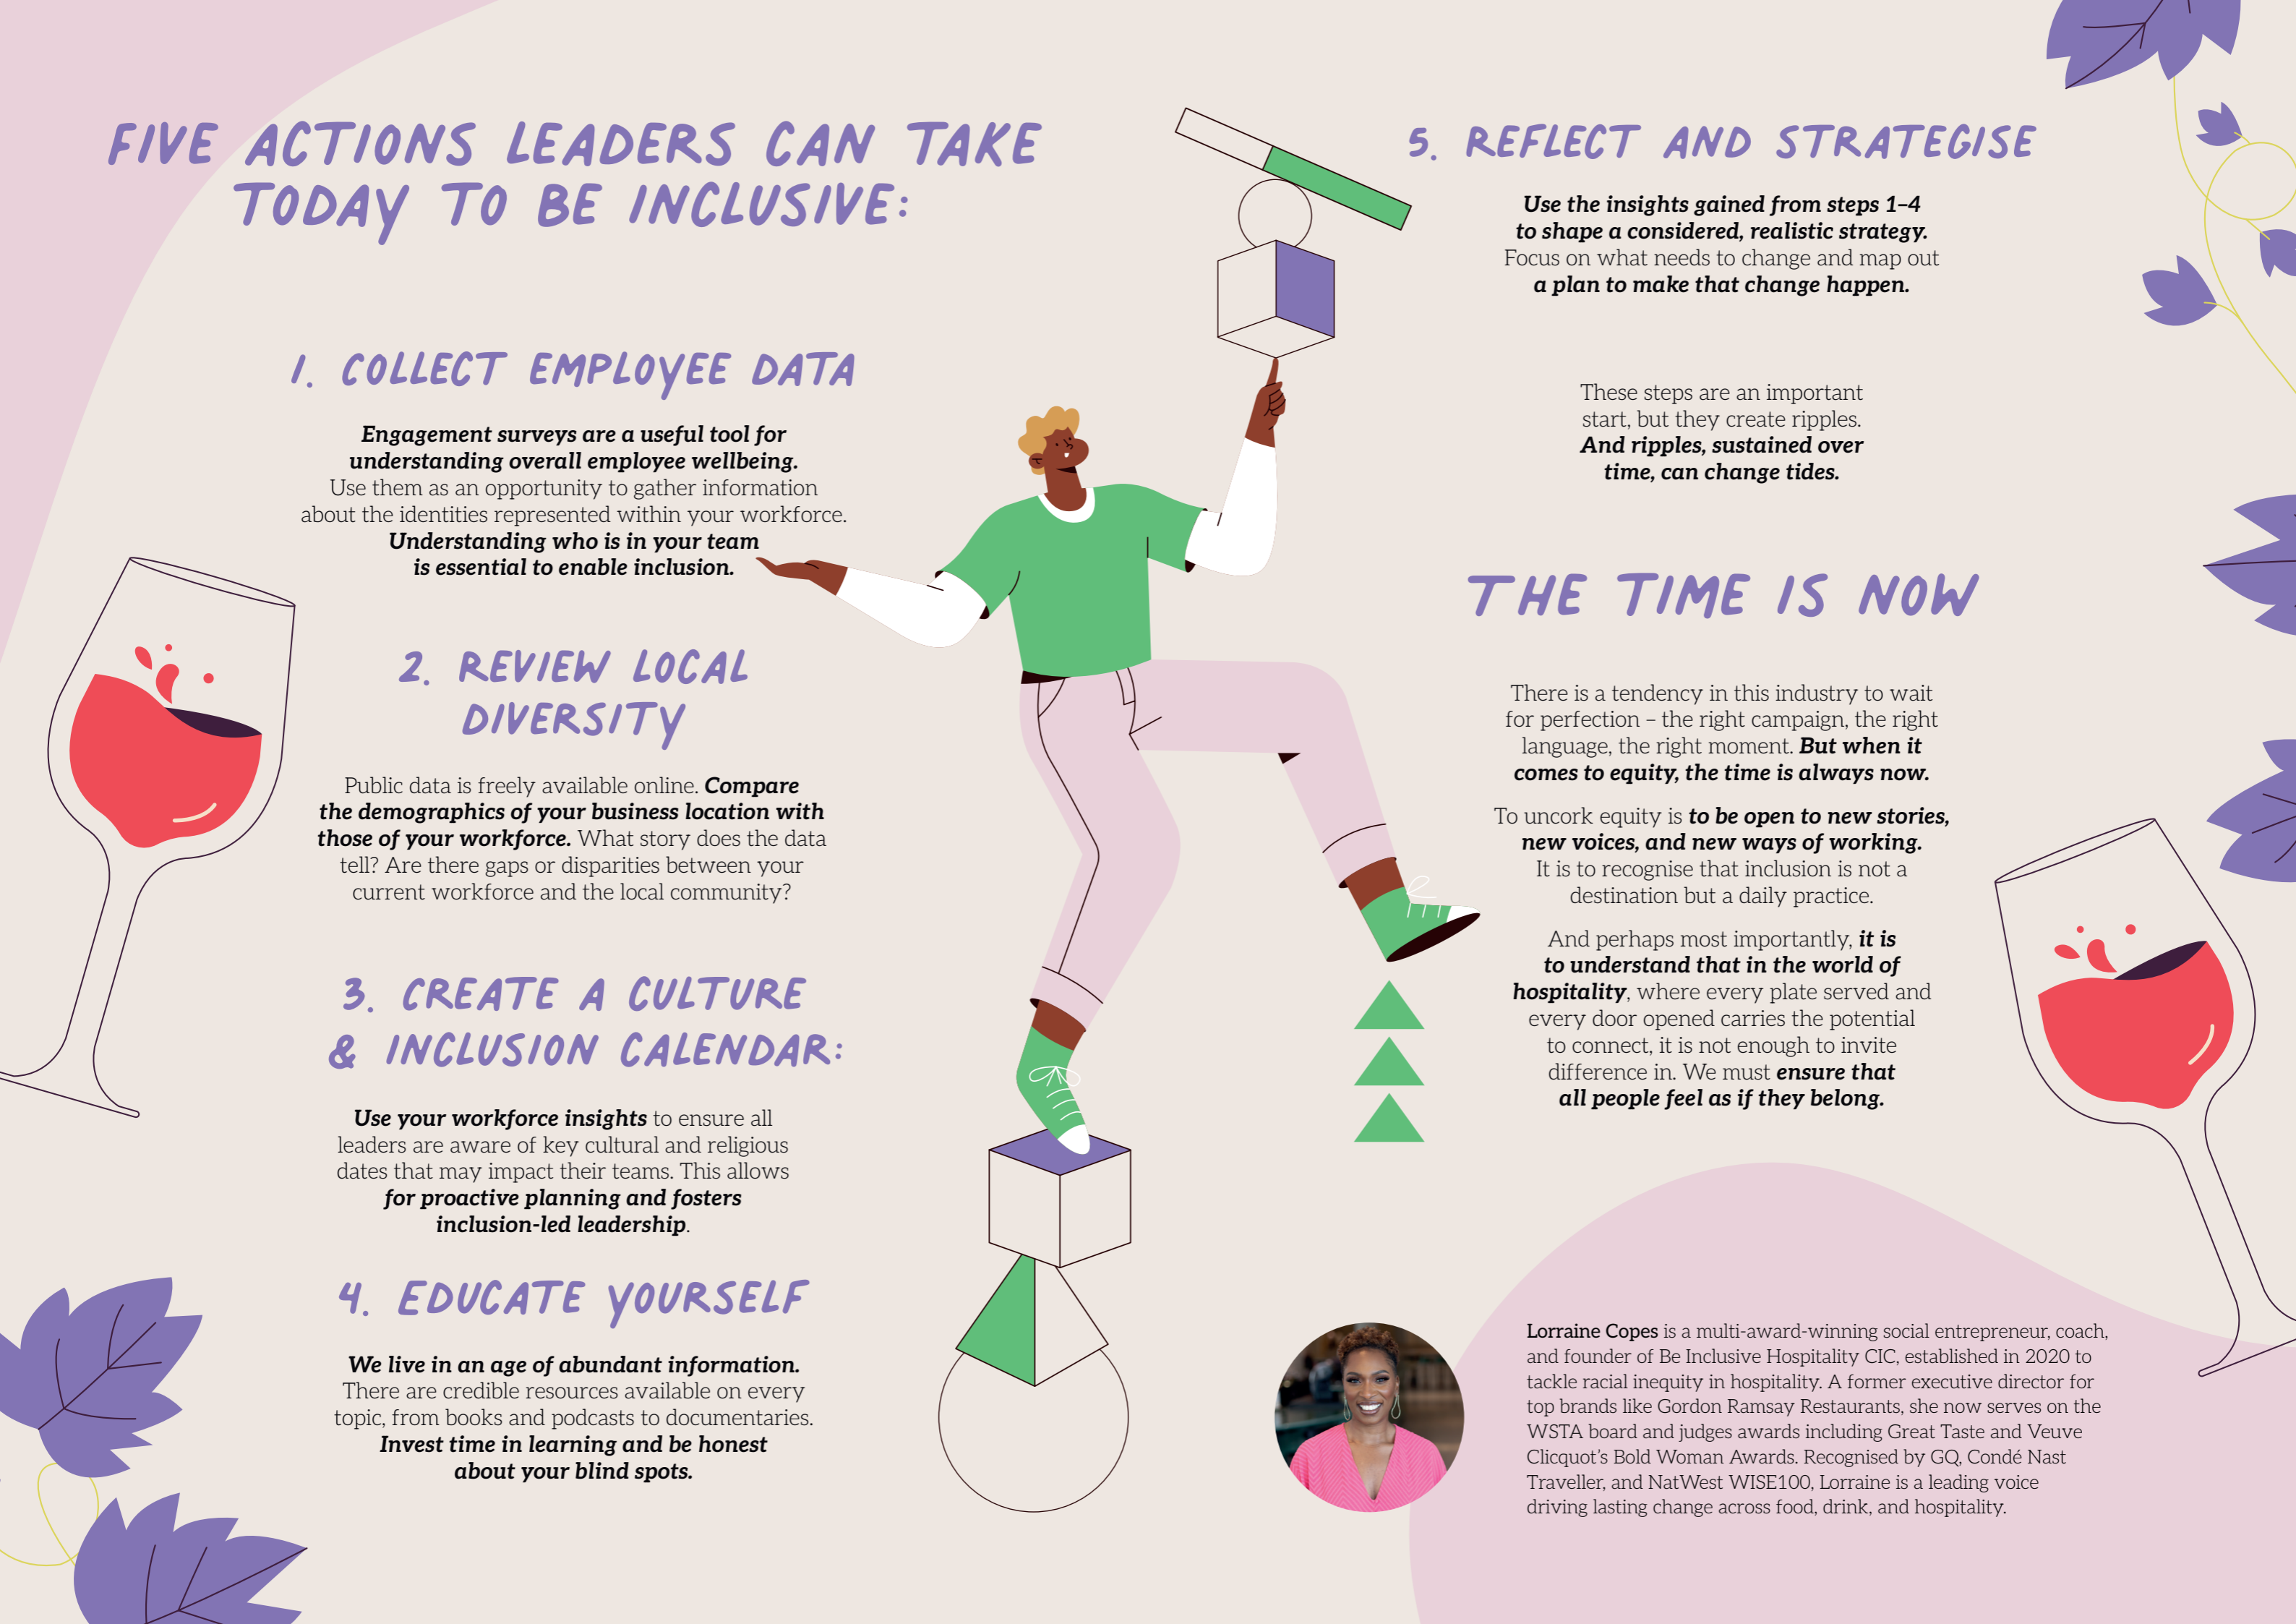 FIVE ACTIONS LEADERS CAN TAKE
TODAY TO BE INCLUSIVE:
1. COLLECT EMPLOYEE DATA
Engagement surveys are a useful tool for
understanding overall employee wellbeing.
Use them as an opportunity to gather information
about the identities represented within your workforce.
Understanding who is in your team
is essential to enable inclusion.
2. REVIEW LOCAL
DIVERSITY
Public data is freely available online. Compare
the demographics of your business location with
those of your workforce. What story does the data
tell? Are there gaps or disparities between your
current workforce and the local community?
3. CREATE A CULTURE
& INCLUSION CALENDAR:
Use your workforce insights to ensure all
leaders are aware of key cultural and religious
dates that may impact their teams. This allows
for proactive planning and fosters
inclusion-led leadership.
4. EDUCATE YOURSELF
We live in an age of abundant information.
There are credible resources available on every
topic, from books and podcasts to documentaries.
Invest time in learning and be honest
about your blind spots.
5. REFLECT AND STRATEGISE
Use the insights gained from steps 1–4
to shape a considered, realistic strategy.
Focus on what needs to change and map out
a plan to make that change happen.
These steps are an important
start, but they create ripples.
And ripples, sustained over
time, can change tides.
THE TIME IS NOW
There is a tendency in this industry to wait
for perfection – the right campaign, the right
language, the right moment. But when it
comes to equity, the time is always now.
To uncork equity is to be open to new stories,
new voices, and new ways of working.
It is to recognise that inclusion is not a
destination but a daily practice.
And perhaps most importantly, it is
to understand that in the world of
hospitality, where every plate served and
every door opened carries the potential
to connect, it is not enough to invite
difference in. We must ensure that
all people feel as if they belong.
Lorraine Copes is a multi-award-winning social entrepreneur, coach,
and founder of Be Inclusive Hospitality CIC, established in 2020 to
tackle racial inequity in hospitality. A former executive director for
top brands like Gordon Ramsay Restaurants, she now serves on the
WSTA board and judges awards including Great Taste and Veuve
Clicquot's Bold Woman Awards. Recognised by GQ, Condé Nast
Traveller, and NatWest WISE100, Lorraine is a leading voice
driving lasting change across food, drink, and hospitality.